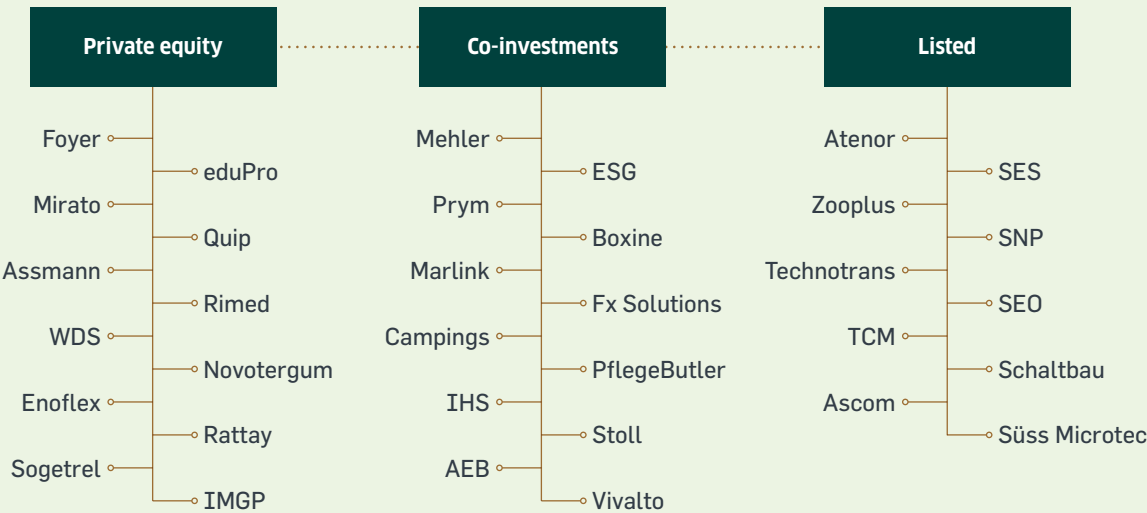 Private equity
Foyer
eduPro
Mirato
Quip
Assmann
Rimed
WDS
Novotergum
Enoflex
Rattay
Sogetrel
IMGP
Co-investments
Mehler
ESG
Prym
Boxine
Marlink
Fx Solutions
Campings
PflegeButler
IHS
Stoll
AEB
Vivalto
Listed
Atenor
SES
Zooplus
SNP
Technotrans
SEO
TCM
Schaltbau
Ascom
Süss Microtec